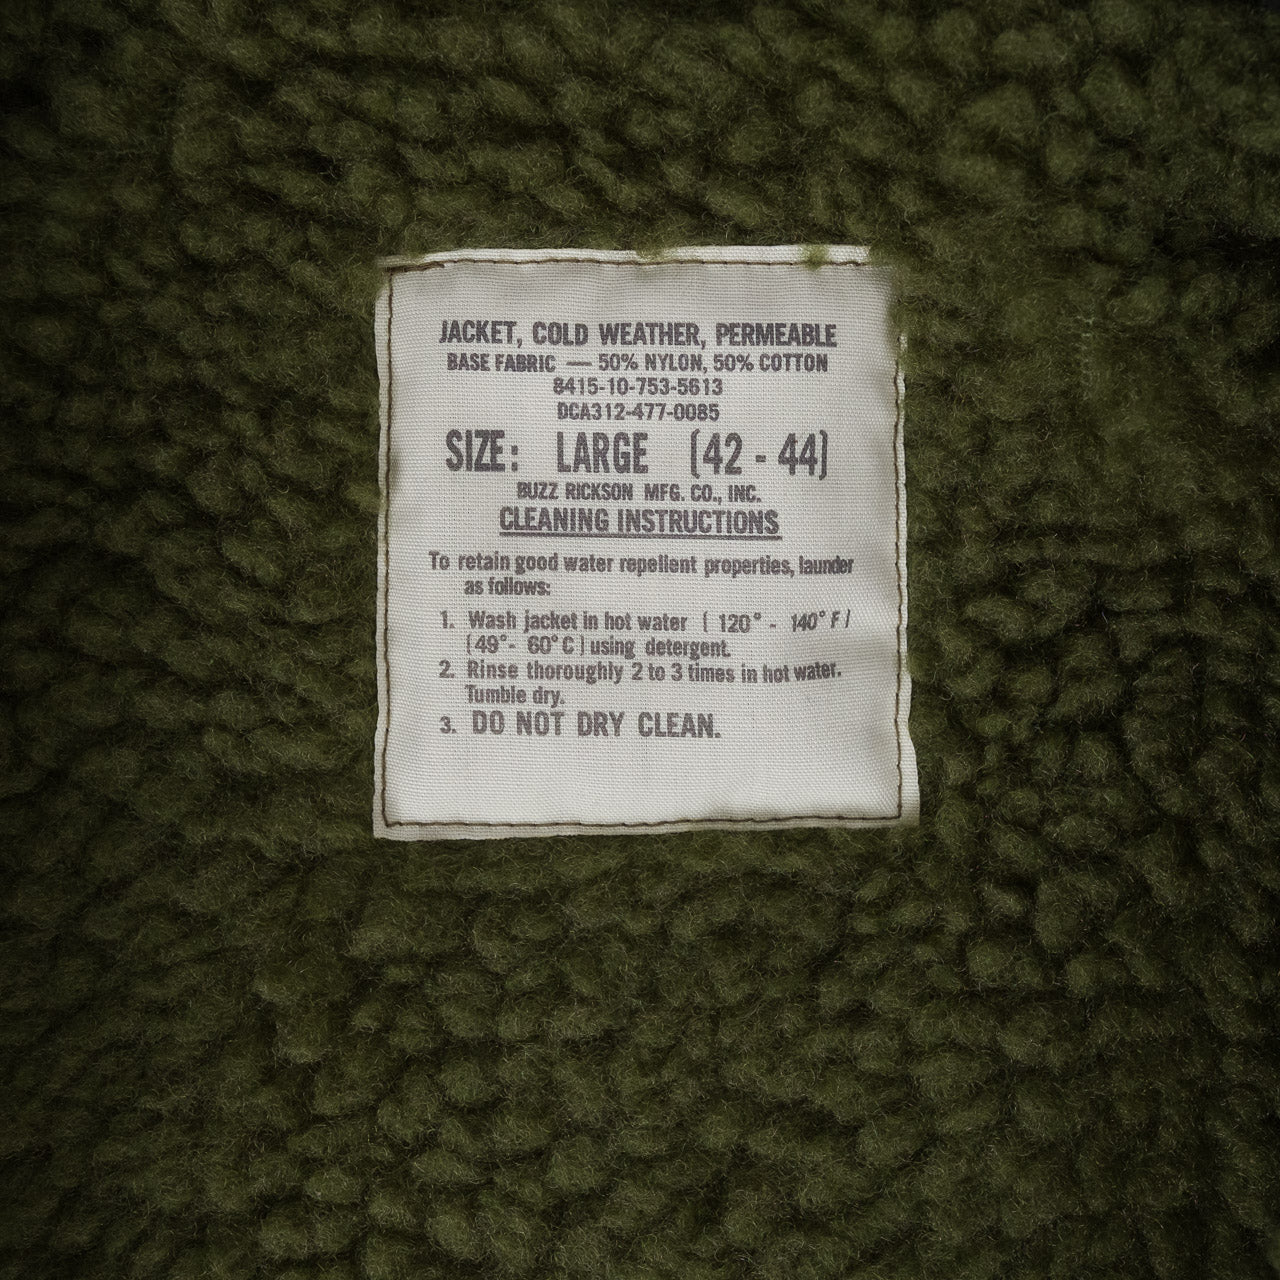 JACKET, COLD WEATHER, PERMEABLE
BASE FABRIC — 50% NYLON, 50% COTTON
8415-10-753-5613
DCA312-477-0085
SIZE: LARGE (42 - 44)
BUZZ RICKSON MFG. CO., INC.
CLEANING INSTRUCTIONS
To retain good water repellent properties, launder
as follows:
1. Wash jacket in hot water ( 120° - 140° F )
(49°- 60° C) using detergent.
2. Rinse thoroughly 2 to 3 times in hot water.
Tumble dry.
3. DO NOT DRY CLEAN.